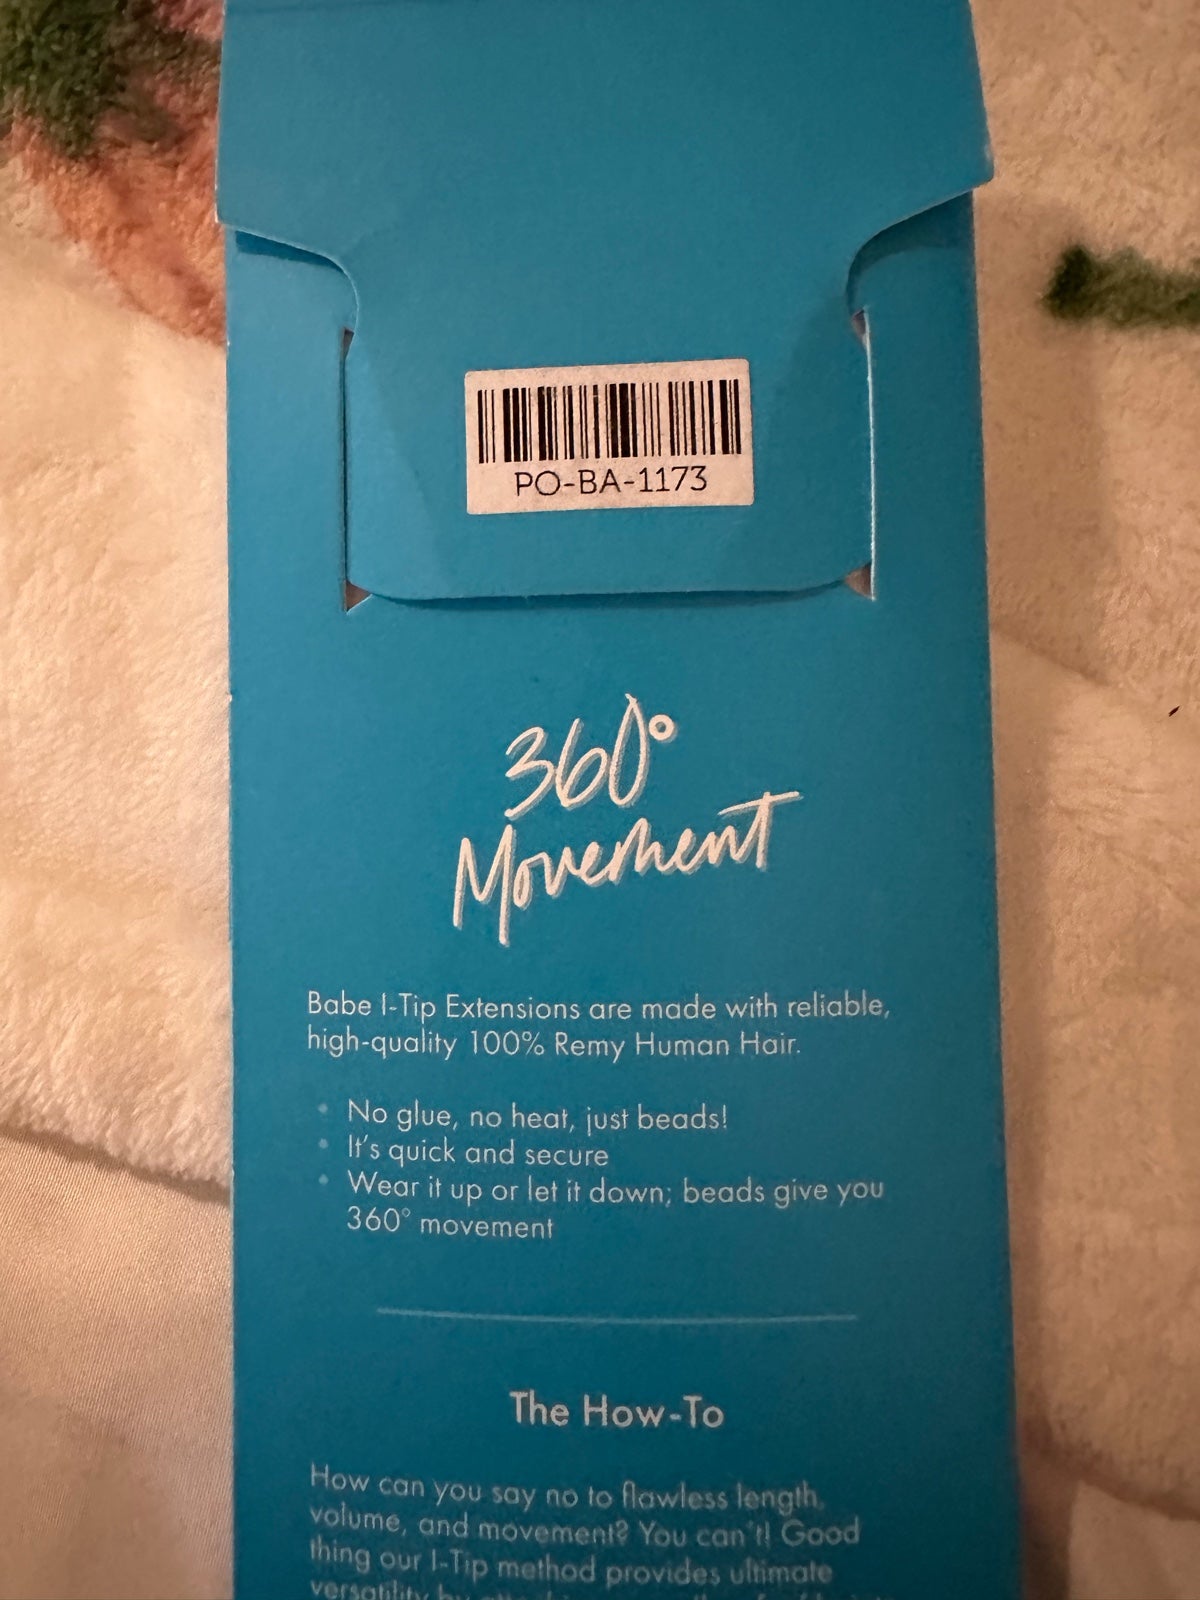 PO-BA-1173
360°
Movement
Babe I-Tip Extensions are made with reliable,
high-quality 100% Remy Human Hair.
• No glue, no heat, just beads!
• It's quick and secure
• Wear it up or let it down; beads give you
360° movement
The How-To
How can you say no to flawless length,
volume, and movement? You can't! Good
thing our I-Tip method provides ultimate
versatility by